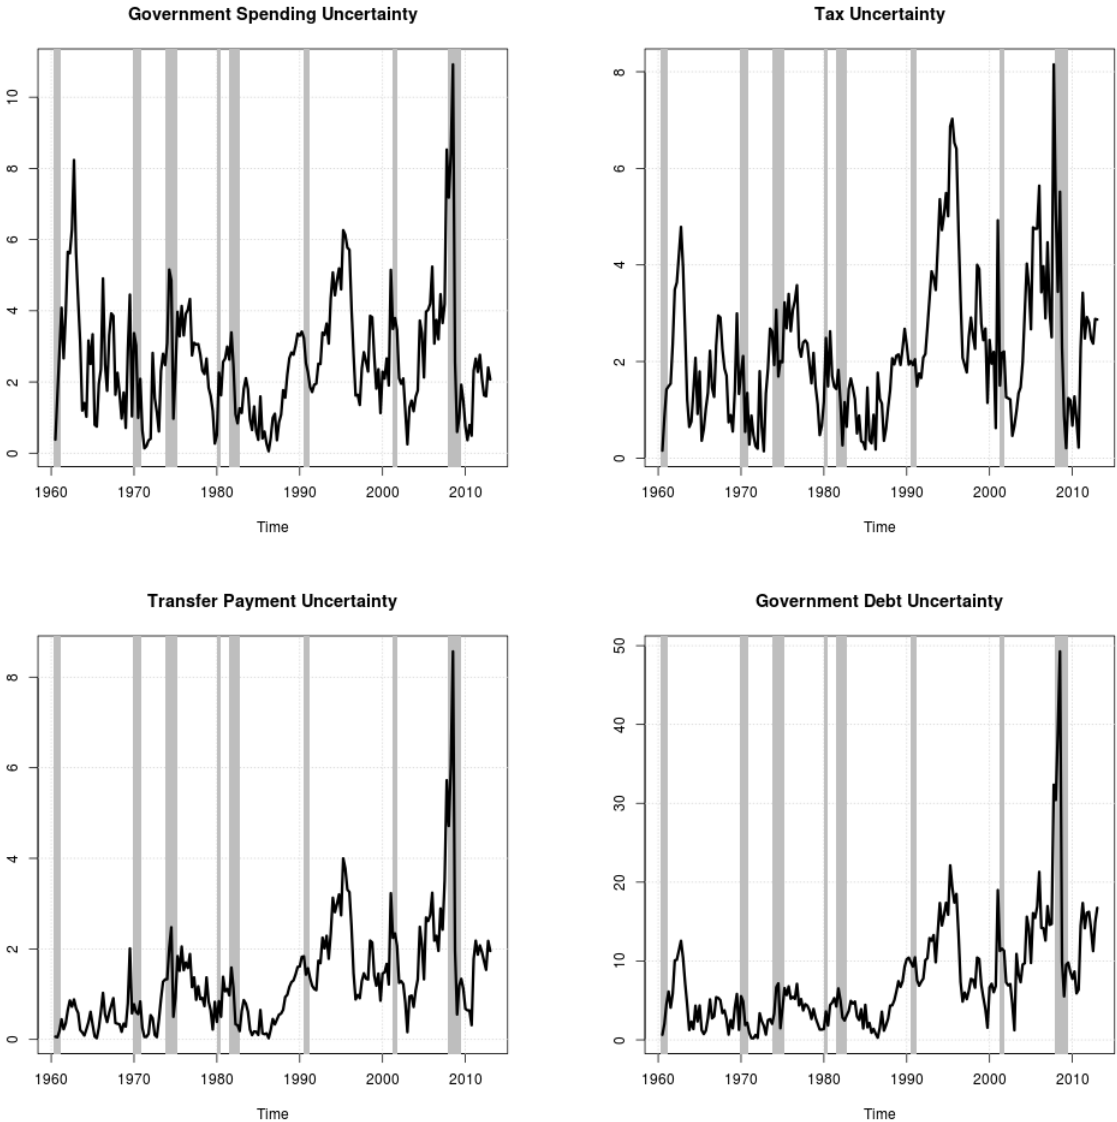 Government Spending Uncertainty
10
8
6
4
2
0
1960 1970 1980 1990 2000 2010
Time
Tax Uncertainty
8
6
4
2
0
1960 1970 1980 1990 2000 2010
Time
Transfer Payment Uncertainty
8
6
4
2
0
1960 1970 1980 1990 2000 2010
Time
Government Debt Uncertainty
50
40
30
20
10
0
1960 1970 1980 1990 2000 2010
Time